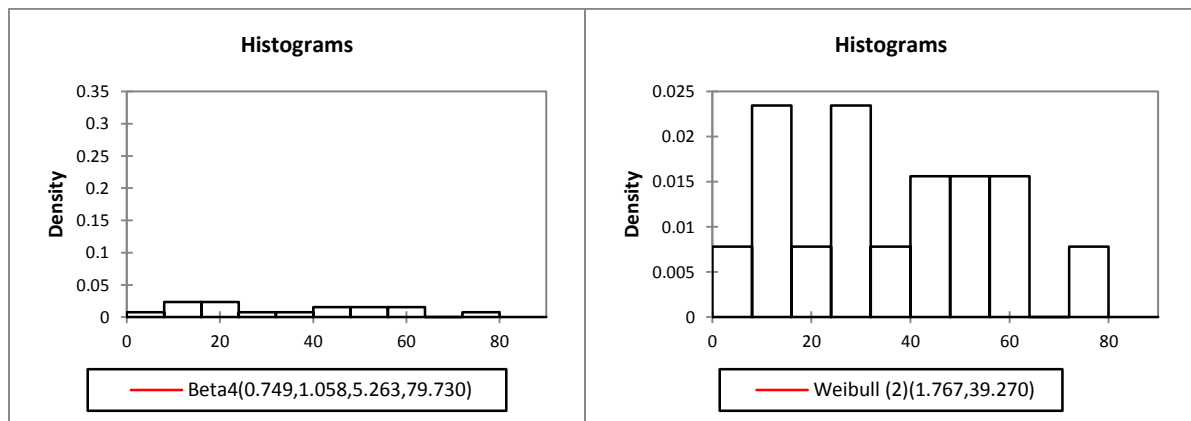 Histograms
0.35
0.3
0.25
0.2
0.15
0.1
0.05
0
Density
0 20 40 60 80
Beta4(0.749,1.058,5.263,79.730)
Histograms
0.025
0.02
0.015
0.01
0.005
0
Density
0 20 40 60 80
Weibull (2)(1.767,39.270)